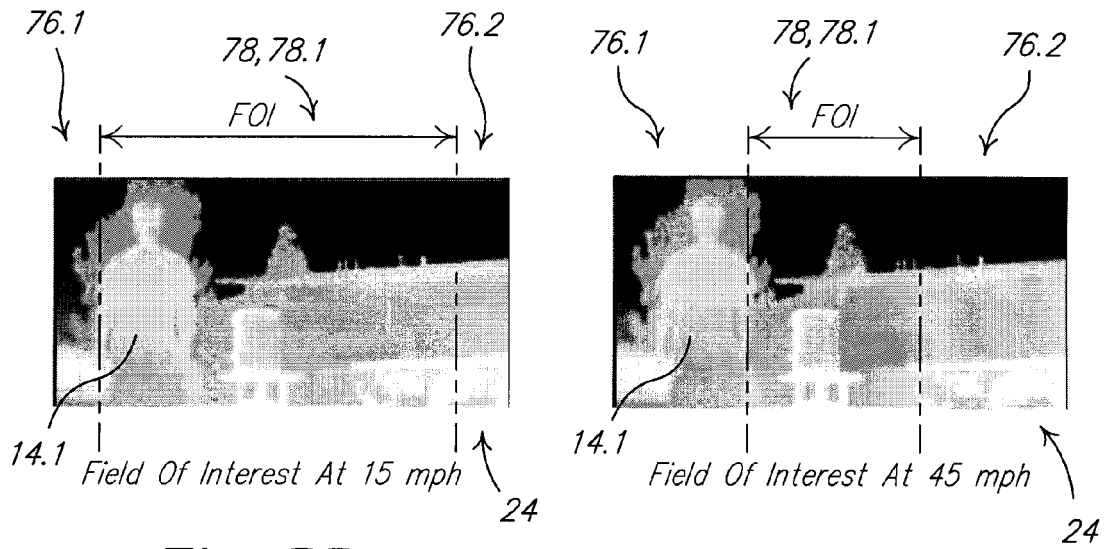 76.1
78,78.1
76.2
FOI
14.1
Field Of Interest At 15 mph
24
76.1
78,78.1
76.2
FOI
14.1
Field Of Interest At 45 mph
24